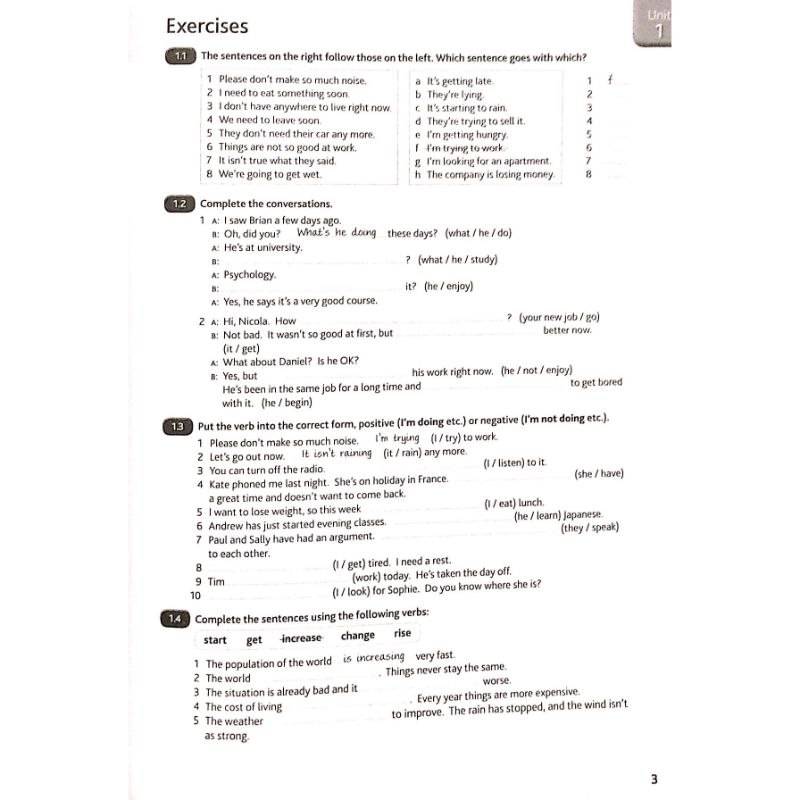 Exercises
Unit
1
1.1 The sentences on the right follow those on the left. Which sentence goes with which?
1 Please don't make so much noise.
2 I need to eat something soon.
3 I don't have anywhere to live right now.
4 We need to leave soon.
5 They don't need their car any more.
6 Things are not so good at work.
7 It isn't true what they said.
8 We're going to get wet.
a It's getting late.
b They're lying.
c It's starting to rain.
d They're trying to sell it.
e I'm getting hungry.
f I'm trying to work.
g I'm looking for an apartment.
h The company is losing money.
1 f
2
3
4
5
6
7
8
1.2 Complete the conversations.
1 A: I saw Brian a few days ago.
B: Oh, did you? What's he doing these days? (what / he / do)
A: He's at university.
B: ? (what / he / study)
A: Psychology.
B: it? (he / enjoy)
A: Yes, he says it's a very good course.
2 A: Hi, Nicola. How ? (your new job / go)
B: Not bad. It wasn't so good at first, but better now.
(it / get)
A: What about Daniel? Is he OK?
B: Yes, but his work right now. (he / not / enjoy)
He's been in the same job for a long time and to get bored
with it. (he / begin)
1.3 Put the verb into the correct form, positive (I'm doing etc.) or negative (I'm not doing etc.).
1 Please don't make so much noise. I'm trying (I / try) to work.
2 Let's go out now. It isn't raining (it / rain) any more.
3 You can turn off the radio. (I / listen) to it.
4 Kate phoned me last night. She's on holiday in France. (she / have)
a great time and doesn't want to come back.
5 I want to lose weight, so this week (I / eat) lunch.
6 Andrew has just started evening classes. (he / learn) Japanese.
7 Paul and Sally have had an argument. (they / speak)
to each other.
8 (I / get) tired. I need a rest.
9 Tim (work) today. He's taken the day off.
10 (I / look) for Sophie. Do you know where she is?
1.4 Complete the sentences using the following verbs:
start get increase change rise
1 The population of the world is increasing very fast.
2 The world . Things never stay the same.
3 The situation is already bad and it worse.
4 The cost of living . Every year things are more expensive.
5 The weather to improve. The rain has stopped, and the wind isn't
as strong.
3